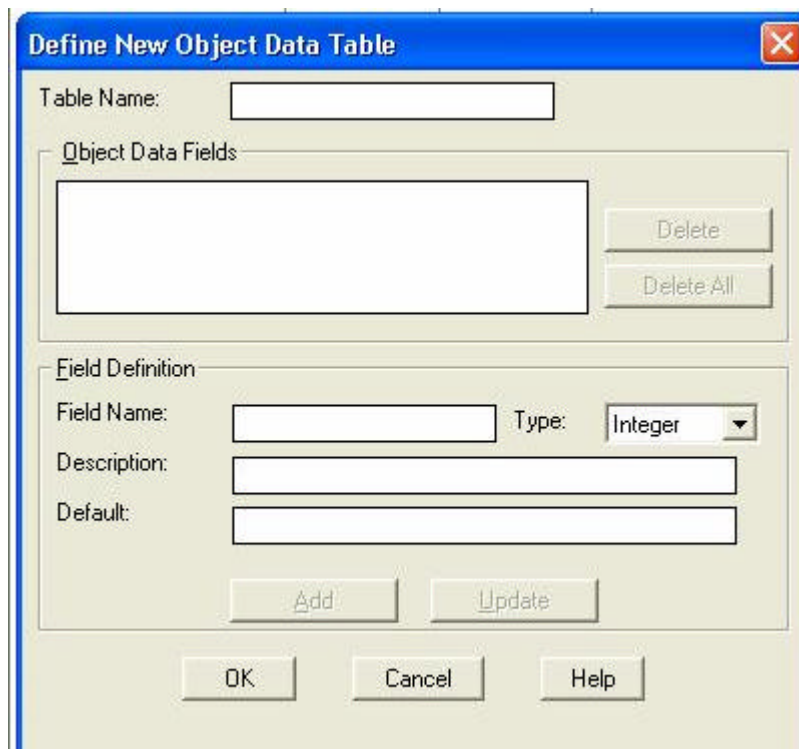 Define New Object Data Table
Table Name:
Object Data Fields
Delete
Delete All
Field Definition
Field Name:
Type:
Integer
Description:
Default:
Add
Update
OK
Cancel
Help